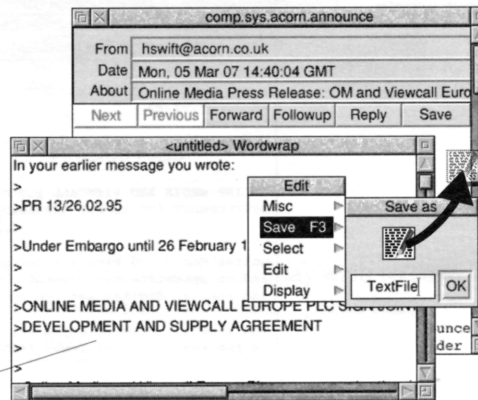 comp.sys.acorn.announce
From hswift@acorn.co.uk
Date Mon, 05 Mar 07 14:40:04 GMT
About Online Media Press Release: OM and Viewcall Euro
Next Previous Forward Followup Reply Save
<untitled> Wordwrap
In your earlier message you wrote:
>
>PR 13/26.02.95
>
>Under Embargo until 26 February 1
>
>
>ONLINE MEDIA AND VIEWCALL EUROPE PLC SIGN JOINT
>DEVELOPMENT AND SUPPLY AGREEMENT
>
>
Edit
Misc
Save F3
Select
Edit
Display
Save as
TextFile
OK
unce
der